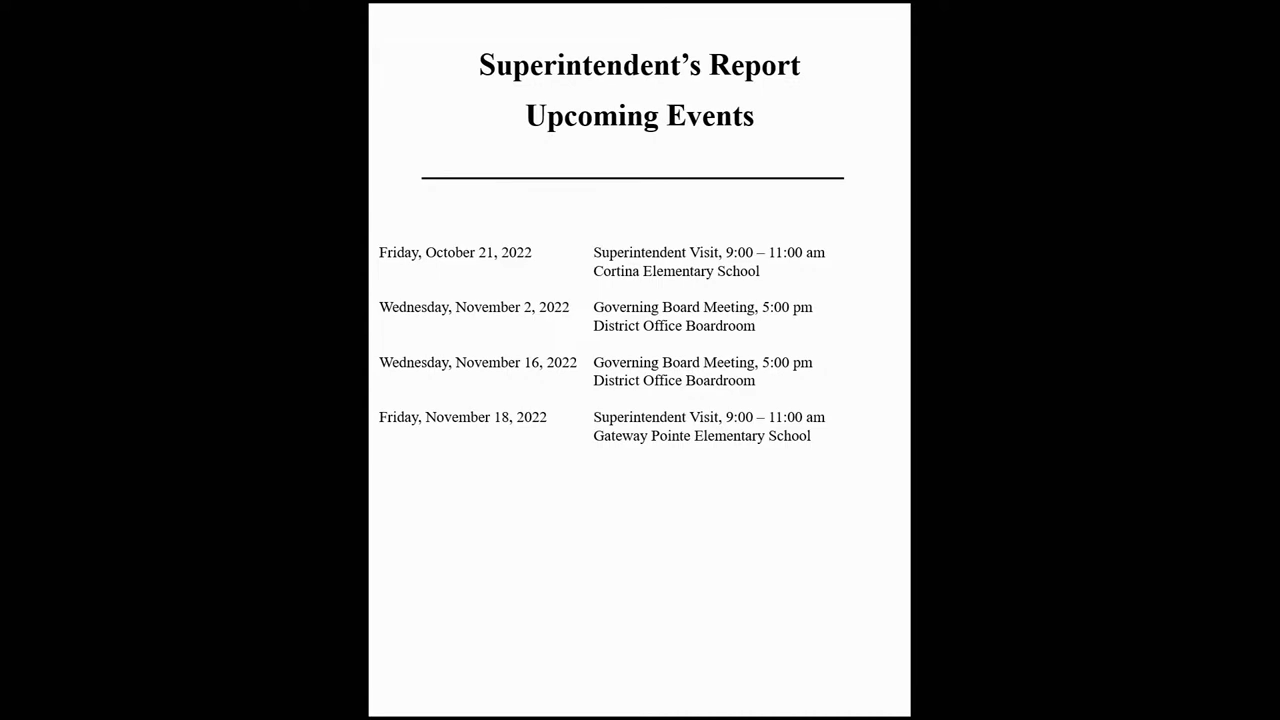 Superintendent’s Report
Upcoming Events
Friday, October 21, 2022 Superintendent Visit, 9:00 – 11:00 am
Cortina Elementary School
Wednesday, November 2, 2022 Governing Board Meeting, 5:00 pm
District Office Boardroom
Wednesday, November 16, 2022 Governing Board Meeting, 5:00 pm
District Office Boardroom
Friday, November 18, 2022 Superintendent Visit, 9:00 – 11:00 am
Gateway Pointe Elementary School